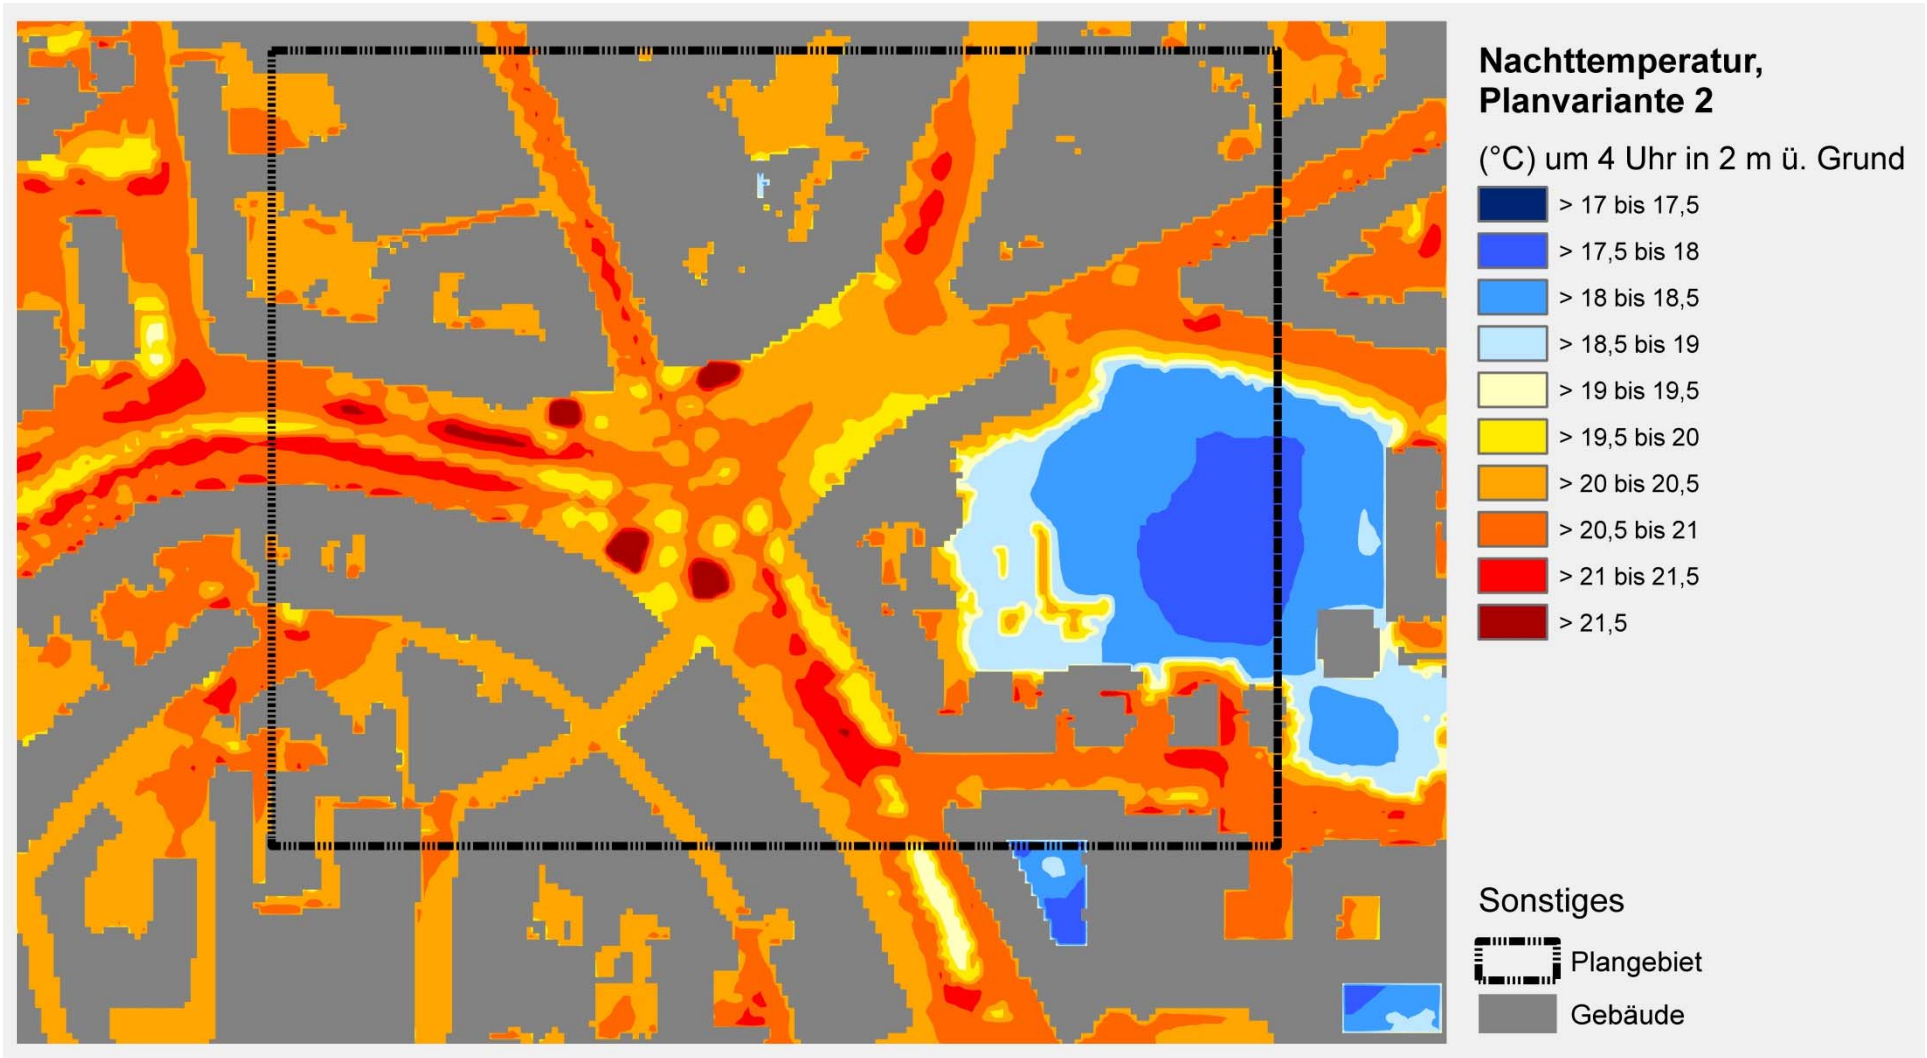 Nachttemperatur,
Planvariante 2
(°C) um 4 Uhr in 2 m ü. Grund
> 17 bis 17,5
> 17,5 bis 18
> 18 bis 18,5
> 18,5 bis 19
> 19 bis 19,5
> 19,5 bis 20
> 20 bis 20,5
> 20,5 bis 21
> 21 bis 21,5
> 21,5
Sonstiges
Plangebiet
Gebäude